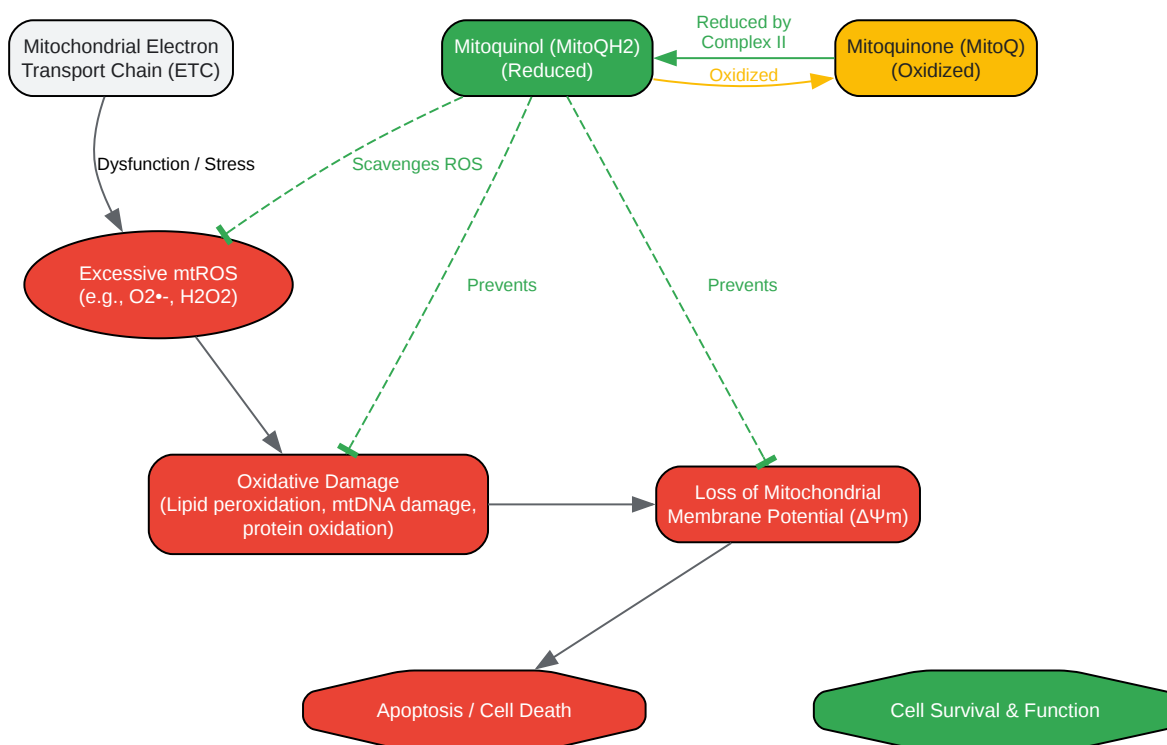 Mitochondrial Electron
Transport Chain (ETC)
Mitoquinol (MitoQH2)
(Reduced)
Reduced by
Complex II
Oxidized
Mitoquinone (MitoQ)
(Oxidized)
Dysfunction / Stress
Scavenges ROS
Excessive mtROS
(e.g., O2•-, H2O2)
Prevents
Prevents
Oxidative Damage
(Lipid peroxidation, mtDNA damage,
protein oxidation)
Loss of Mitochondrial
Membrane Potential (ΔΨm)
Apoptosis / Cell Death
Cell Survival & Function